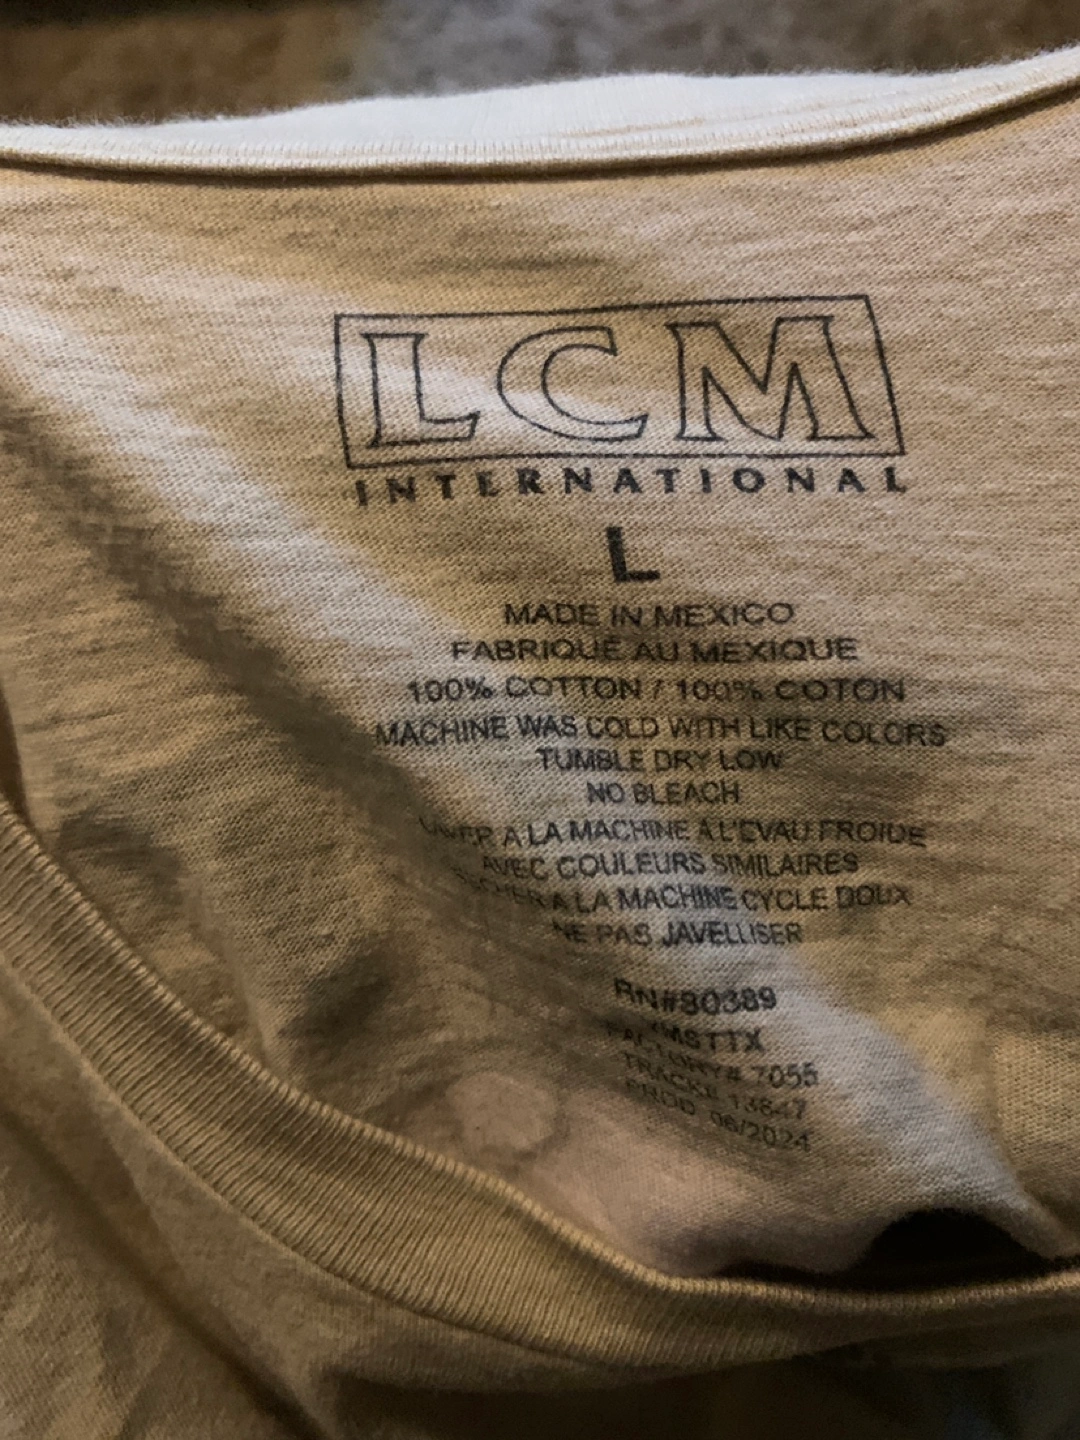 LCM
INTERNATIONAL
L
MADE IN MEXICO
FABRIQUÉ AU MEXIQUE
100% COTTON / 100% COTON
MACHINE WAS COLD WITH LIKE COLORS
TUMBLE DRY LOW
NO BLEACH
LAVER A LA MACHINE A L'EVAU FROIDE
AVEC COULEURS SIMILAIRES
SECHER A LA MACHINE CYCLE DOUX
NE PAS JAVELLISER
RN#80389
FACTORY# 7055
TRACK# 13847
PROD 06/2024